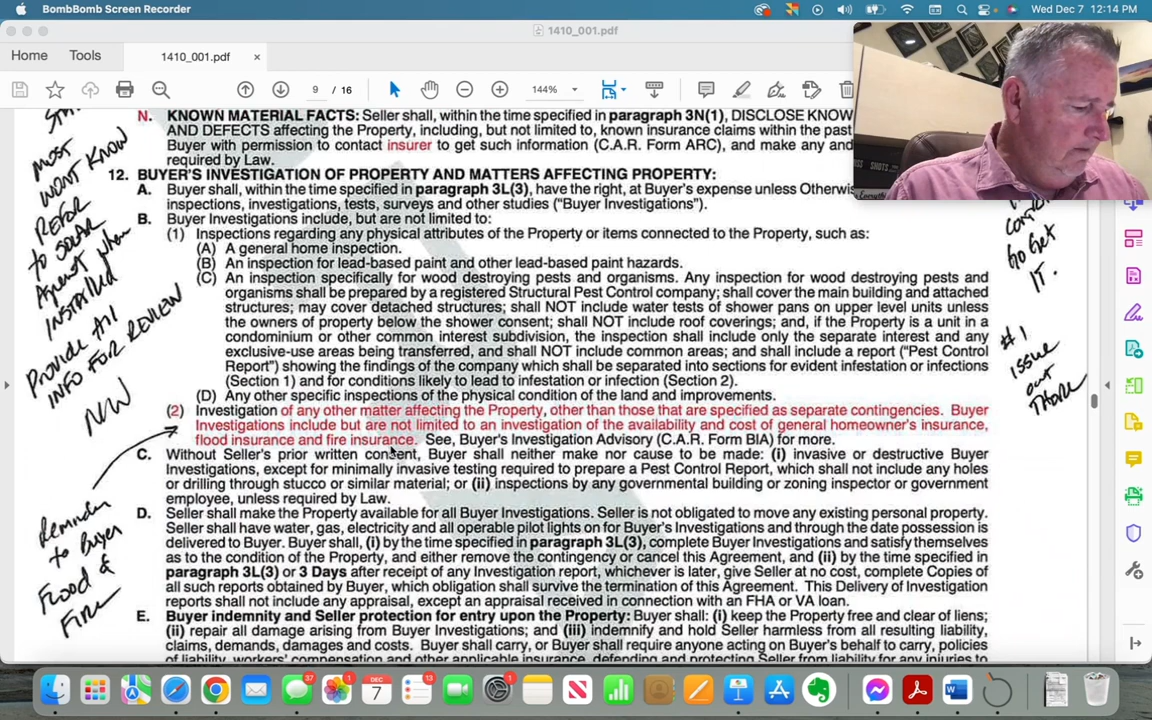 BombBomb Screen Recorder
Wed Dec 7 12:14 PM
1410_001.pdf
Home Tools 1410_001.pdf ×
9 / 16
144%
N. KNOWN MATERIAL FACTS: Seller shall, within the time specified in paragraph 3N(1), DISCLOSE KNOW
AND DEFECTS affecting the Property, including, but not limited to, known insurance claims within the past
Buyer with permission to contact insurer to get such information (C.A.R. Form ARC), and make any and
required by Law.
12. BUYER'S INVESTIGATION OF PROPERTY AND MATTERS AFFECTING PROPERTY:
A. Buyer shall, within the time specified in paragraph 3L(3), have the right, at Buyer's expense unless Otherwi
inspections, investigations, tests, surveys and other studies ("Buyer Investigations").
B. Buyer Investigations include, but are not limited to:
(1) Inspections regarding any physical attributes of the Property or items connected to the Property, such as:
(A) A general home inspection.
(B) An inspection for lead-based paint and other lead-based paint hazards.
(C) An inspection specifically for wood destroying pests and organisms. Any inspection for wood destroying pests and
organisms shall be prepared by a registered Structural Pest Control company; shall cover the main building and attached
structures; may cover detached structures; shall NOT include water tests of shower pans on upper level units unless
the owners of property below the shower consent; shall NOT include roof coverings; and, if the Property is a unit in a
condominium or other common interest subdivision, the inspection shall include only the separate interest and any
exclusive-use areas being transferred, and shall NOT include common areas; and shall include a report ("Pest Control
Report") showing the findings of the company which shall be separated into sections for evident infestation or infections
(Section 1) and for conditions likely to lead to infestation or infection (Section 2).
(D) Any other specific inspections of the physical condition of the land and improvements.
(2) Investigation of any other matter affecting the Property, other than those that are specified as separate contingencies. Buyer
Investigations include but are not limited to an investigation of the availability and cost of general homeowner's insurance,
flood insurance and fire insurance. See, Buyer's Investigation Advisory (C.A.R. Form BIA) for more.
C. Without Seller's prior written consent, Buyer shall neither make nor cause to be made: (i) invasive or destructive Buyer
Investigations, except for minimally invasive testing required to prepare a Pest Control Report, which shall not include any holes
or drilling through stucco or similar material; or (ii) inspections by any governmental building or zoning inspector or government
employee, unless required by Law.
D. Seller shall make the Property available for all Buyer Investigations. Seller is not obligated to move any existing personal property.
Seller shall have water, gas, electricity and all operable pilot lights on for Buyer's Investigations and through the date possession is
delivered to Buyer. Buyer shall, (i) by the time specified in paragraph 3L(3), complete Buyer Investigations and satisfy themselves
as to the condition of the Property, and either remove the contingency or cancel this Agreement, and (ii) by the time specified in
paragraph 3L(3) or 3 Days after receipt of any Investigation report, whichever is later, give Seller at no cost, complete Copies of
all such reports obtained by Buyer, which obligation shall survive the termination of this Agreement. This Delivery of Investigation
reports shall not include any appraisal, except an appraisal received in connection with an FHA or VA loan.
E. Buyer indemnity and Seller protection for entry upon the Property: Buyer shall: (i) keep the Property free and clear of liens;
(ii) repair all damage arising from Buyer Investigations; and (iii) indemnify and hold Seller harmless from all resulting liability,
claims, demands, damages and costs. Buyer shall carry, or Buyer shall require anyone acting on Buyer's behalf to carry, policies
of liability, workers' compensation and other applicable insurance, defending and protecting Seller from liability for any injuries to
MOST
WON'T KNOW
REFER
TO SOLAR
Agrmt when
Installed
Provide All
INFO FOR REVIEW
NW
Reminder
to Buyer
Flood &
Fire
Go Get
IT.
#1
Issue
out
There
SHOTS
37
1
DEC
7
13
1